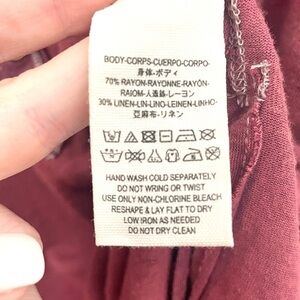 BODY-CORPS-CUERPO-CORPO-
身体-ボディ
70% RAYON-RAYONNE-RAYÓN-
RAIOM-人造絲-レーヨン
30% LINEN-LIN-LINO-LEINEN-LINHO-
亞麻布-リネン
HAND WASH COLD SEPARATELY
DO NOT WRING OR TWIST
USE ONLY NON-CHLORINE BLEACH
RESHAPE & LAY FLAT TO DRY
LOW IRON AS NEEDED
DO NOT DRY CLEAN